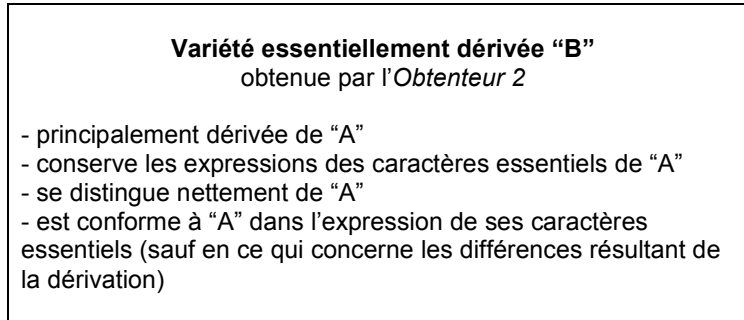 Variété essentiellement dérivée “B”
obtenue par l’Obtenteur 2
- principalement dérivée de “A”
- conserve les expressions des caractères essentiels de “A”
- se distingue nettement de “A”
- est conforme à “A” dans l’expression de ses caractères
essentiels (sauf en ce qui concerne les différences résultant de
la dérivation)